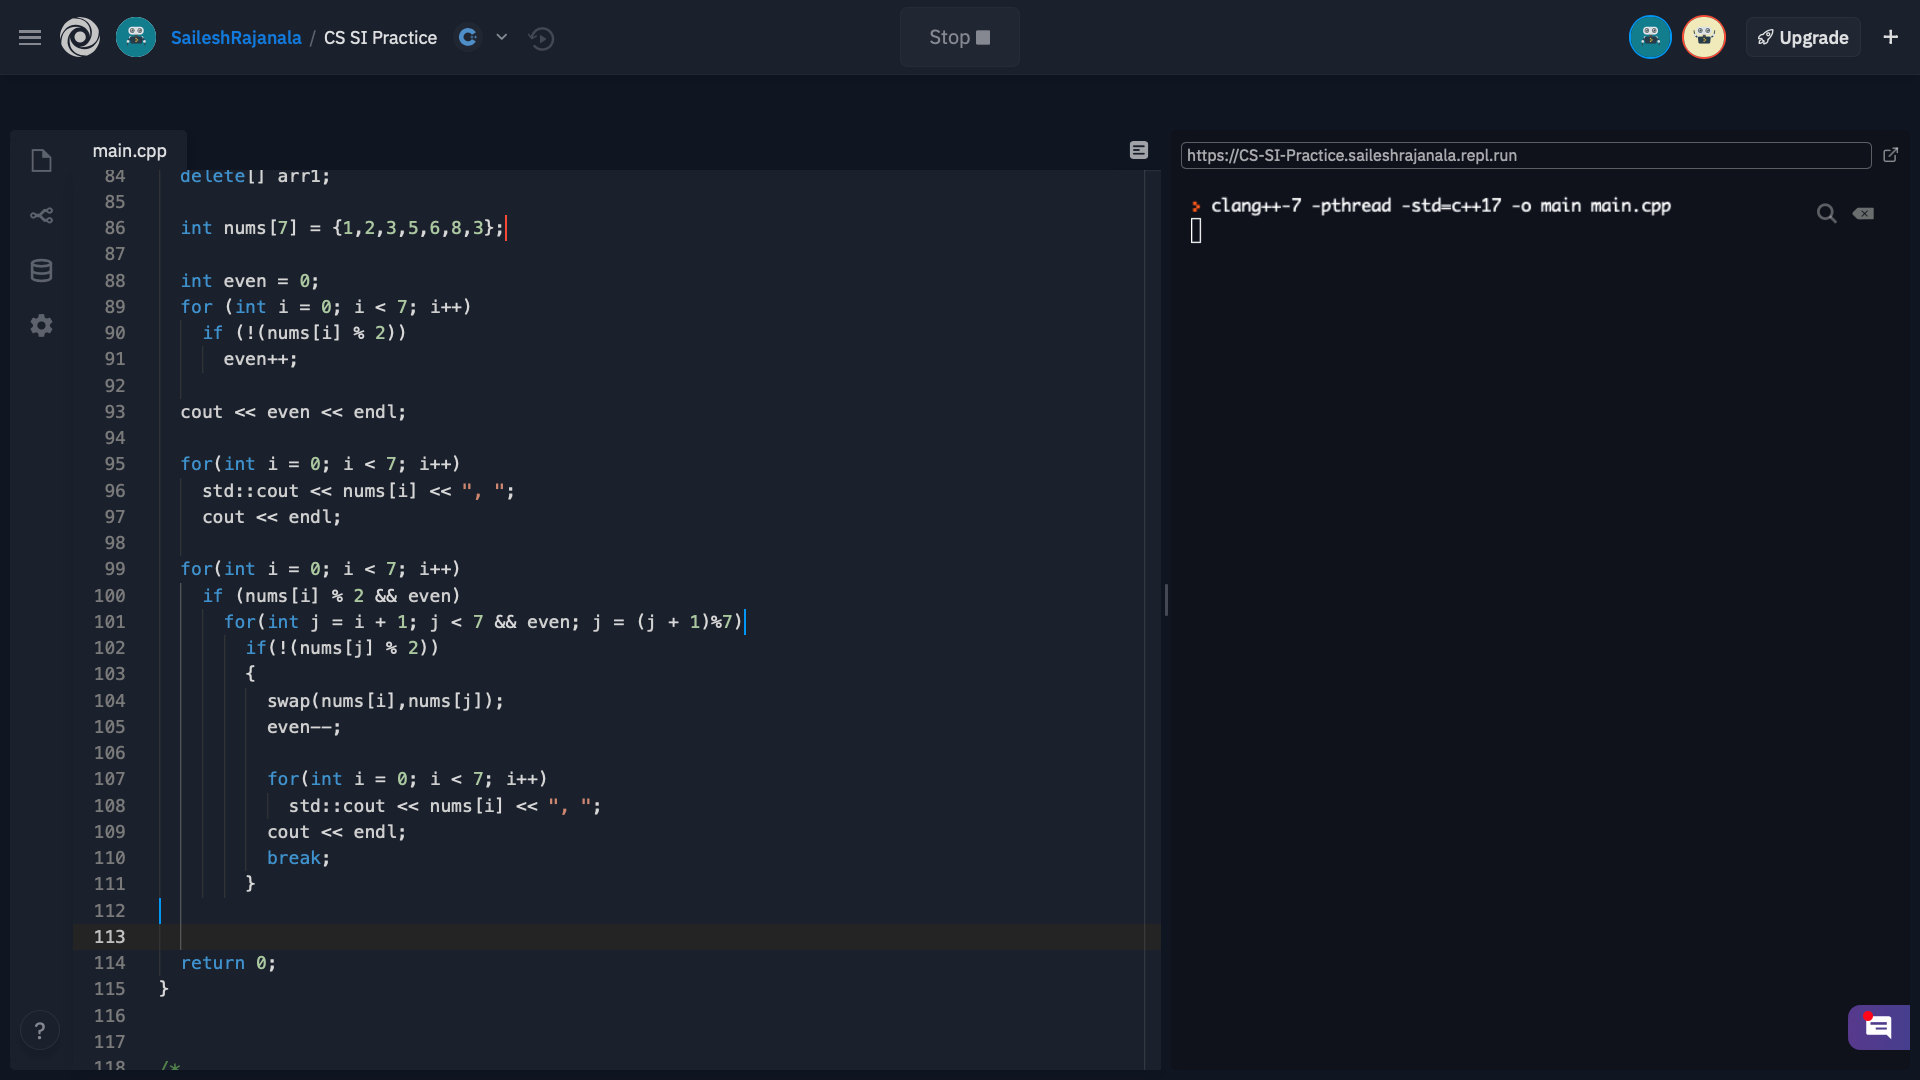 SaileshRajanala / CS SI Practice
Stop
Upgrade
+
main.cpp
84 delete[] arr1;
85
86 int nums[7] = {1,2,3,5,6,8,3};
87
88 int even = 0;
89 for (int i = 0; i < 7; i++)
90 if (!(nums[i] % 2))
91 even++;
92
93 cout << even << endl;
94
95 for(int i = 0; i < 7; i++)
96 std::cout << nums[i] << ", ";
97 cout << endl;
98
99 for(int i = 0; i < 7; i++)
100 if (nums[i] % 2 && even)
101 for(int j = i + 1; j < 7 && even; j = (j + 1)%7)
102 if(!(nums[j] % 2))
103 {
104 swap(nums[i],nums[j]);
105 even--;
106
107 for(int i = 0; i < 7; i++)
108 std::cout << nums[i] << ", ";
109 cout << endl;
110 break;
111 }
112
113
114 return 0;
115 }
116
117
118 /*
?
https://CS-SI-Practice.saileshrajanala.repl.run
> clang++-7 -pthread -std=c++17 -o main main.cpp